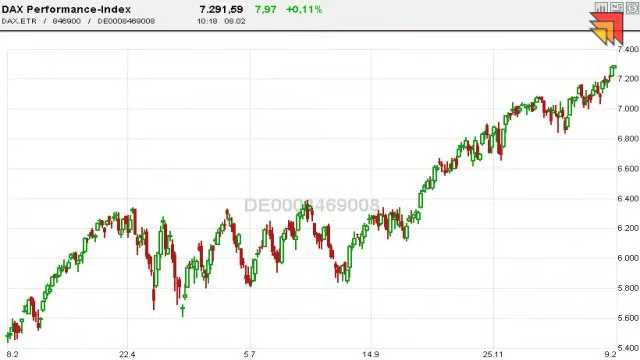 DAX Performance-Index 7.291,59 7,97 +0,11%
DAX.ETR / 846900 / DE0008469008 10:18 08.02
7.400
7.200
7.000
6.800
6.600
6.400
6.200
6.000
5.800
5.600
5.400
DE0008469008
8.2 22.4 5.7 14.9 25.11 9.2